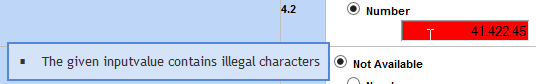 4.2
Number
41.422.45
The given inputvalue contains illegal characters
Not Available